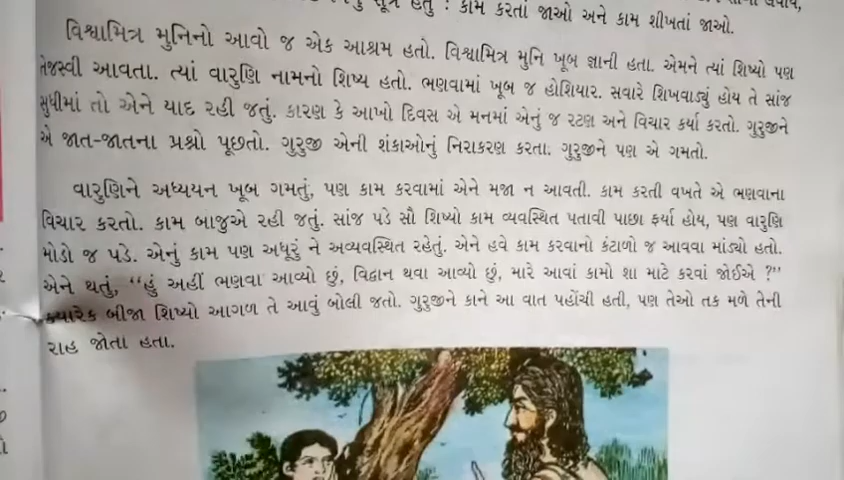 સૂત્ર હતું : કામ કરતાં જાઓ અને કામ શીખતાં જાઓ.
વિશ્વામિત્ર મુનિનો આવો જ એક આશ્રમ હતો. વિશ્વામિત્ર મુનિ ખૂબ જ્ઞાની હતા. એમને ત્યાં શિષ્યો પણ
તેજસ્વી આવતા. ત્યાં વારુણિ નામનો શિષ્ય હતો. ભણવામાં ખૂબ જ હોશિયાર. સવારે શિખવાડ્યું હોય તે સાંજ
સુધીમાં તો એને યાદ રહી જતું. કારણ કે આખો દિવસ એ મનમાં એનું જ રટણ અને વિચાર કર્યા કરતો. ગુરુજીને
એ જાત-જાતના પ્રશ્નો પૂછતો. ગુરુજી એની શંકાઓનું નિરાકરણ કરતા. ગુરુજીને પણ એ ગમતો.
વારુણિને અધ્યયન ખૂબ ગમતું, પણ કામ કરવામાં એને મજા ન આવતી. કામ કરતી વખતે એ ભણવાના
વિચાર કરતો. કામ બાજુએ રહી જતું. સાંજ પડે સૌ શિષ્યો કામ વ્યવસ્થિત પતાવી પાછા ફર્યા હોય, પણ વારુણિ
મોડો જ પડે. એનું કામ પણ અધૂરું ને અવ્યવસ્થિત રહેતું. એને હવે કામ કરવાનો કંટાળો જ આવવા માંડ્યો હતો.
એને થતું, “હું અહીં ભણવા આવ્યો છું, વિદ્વાન થવા આવ્યો છું, મારે આવાં કામો શા માટે કરવાં જોઈએ ?”
ક્યારેક બીજા શિષ્યો આગળ તે આવું બોલી જતો. ગુરુજીને કાને આ વાત પહોંચી હતી, પણ તેઓ તક મળે તેની
રાહ જોતા હતા.